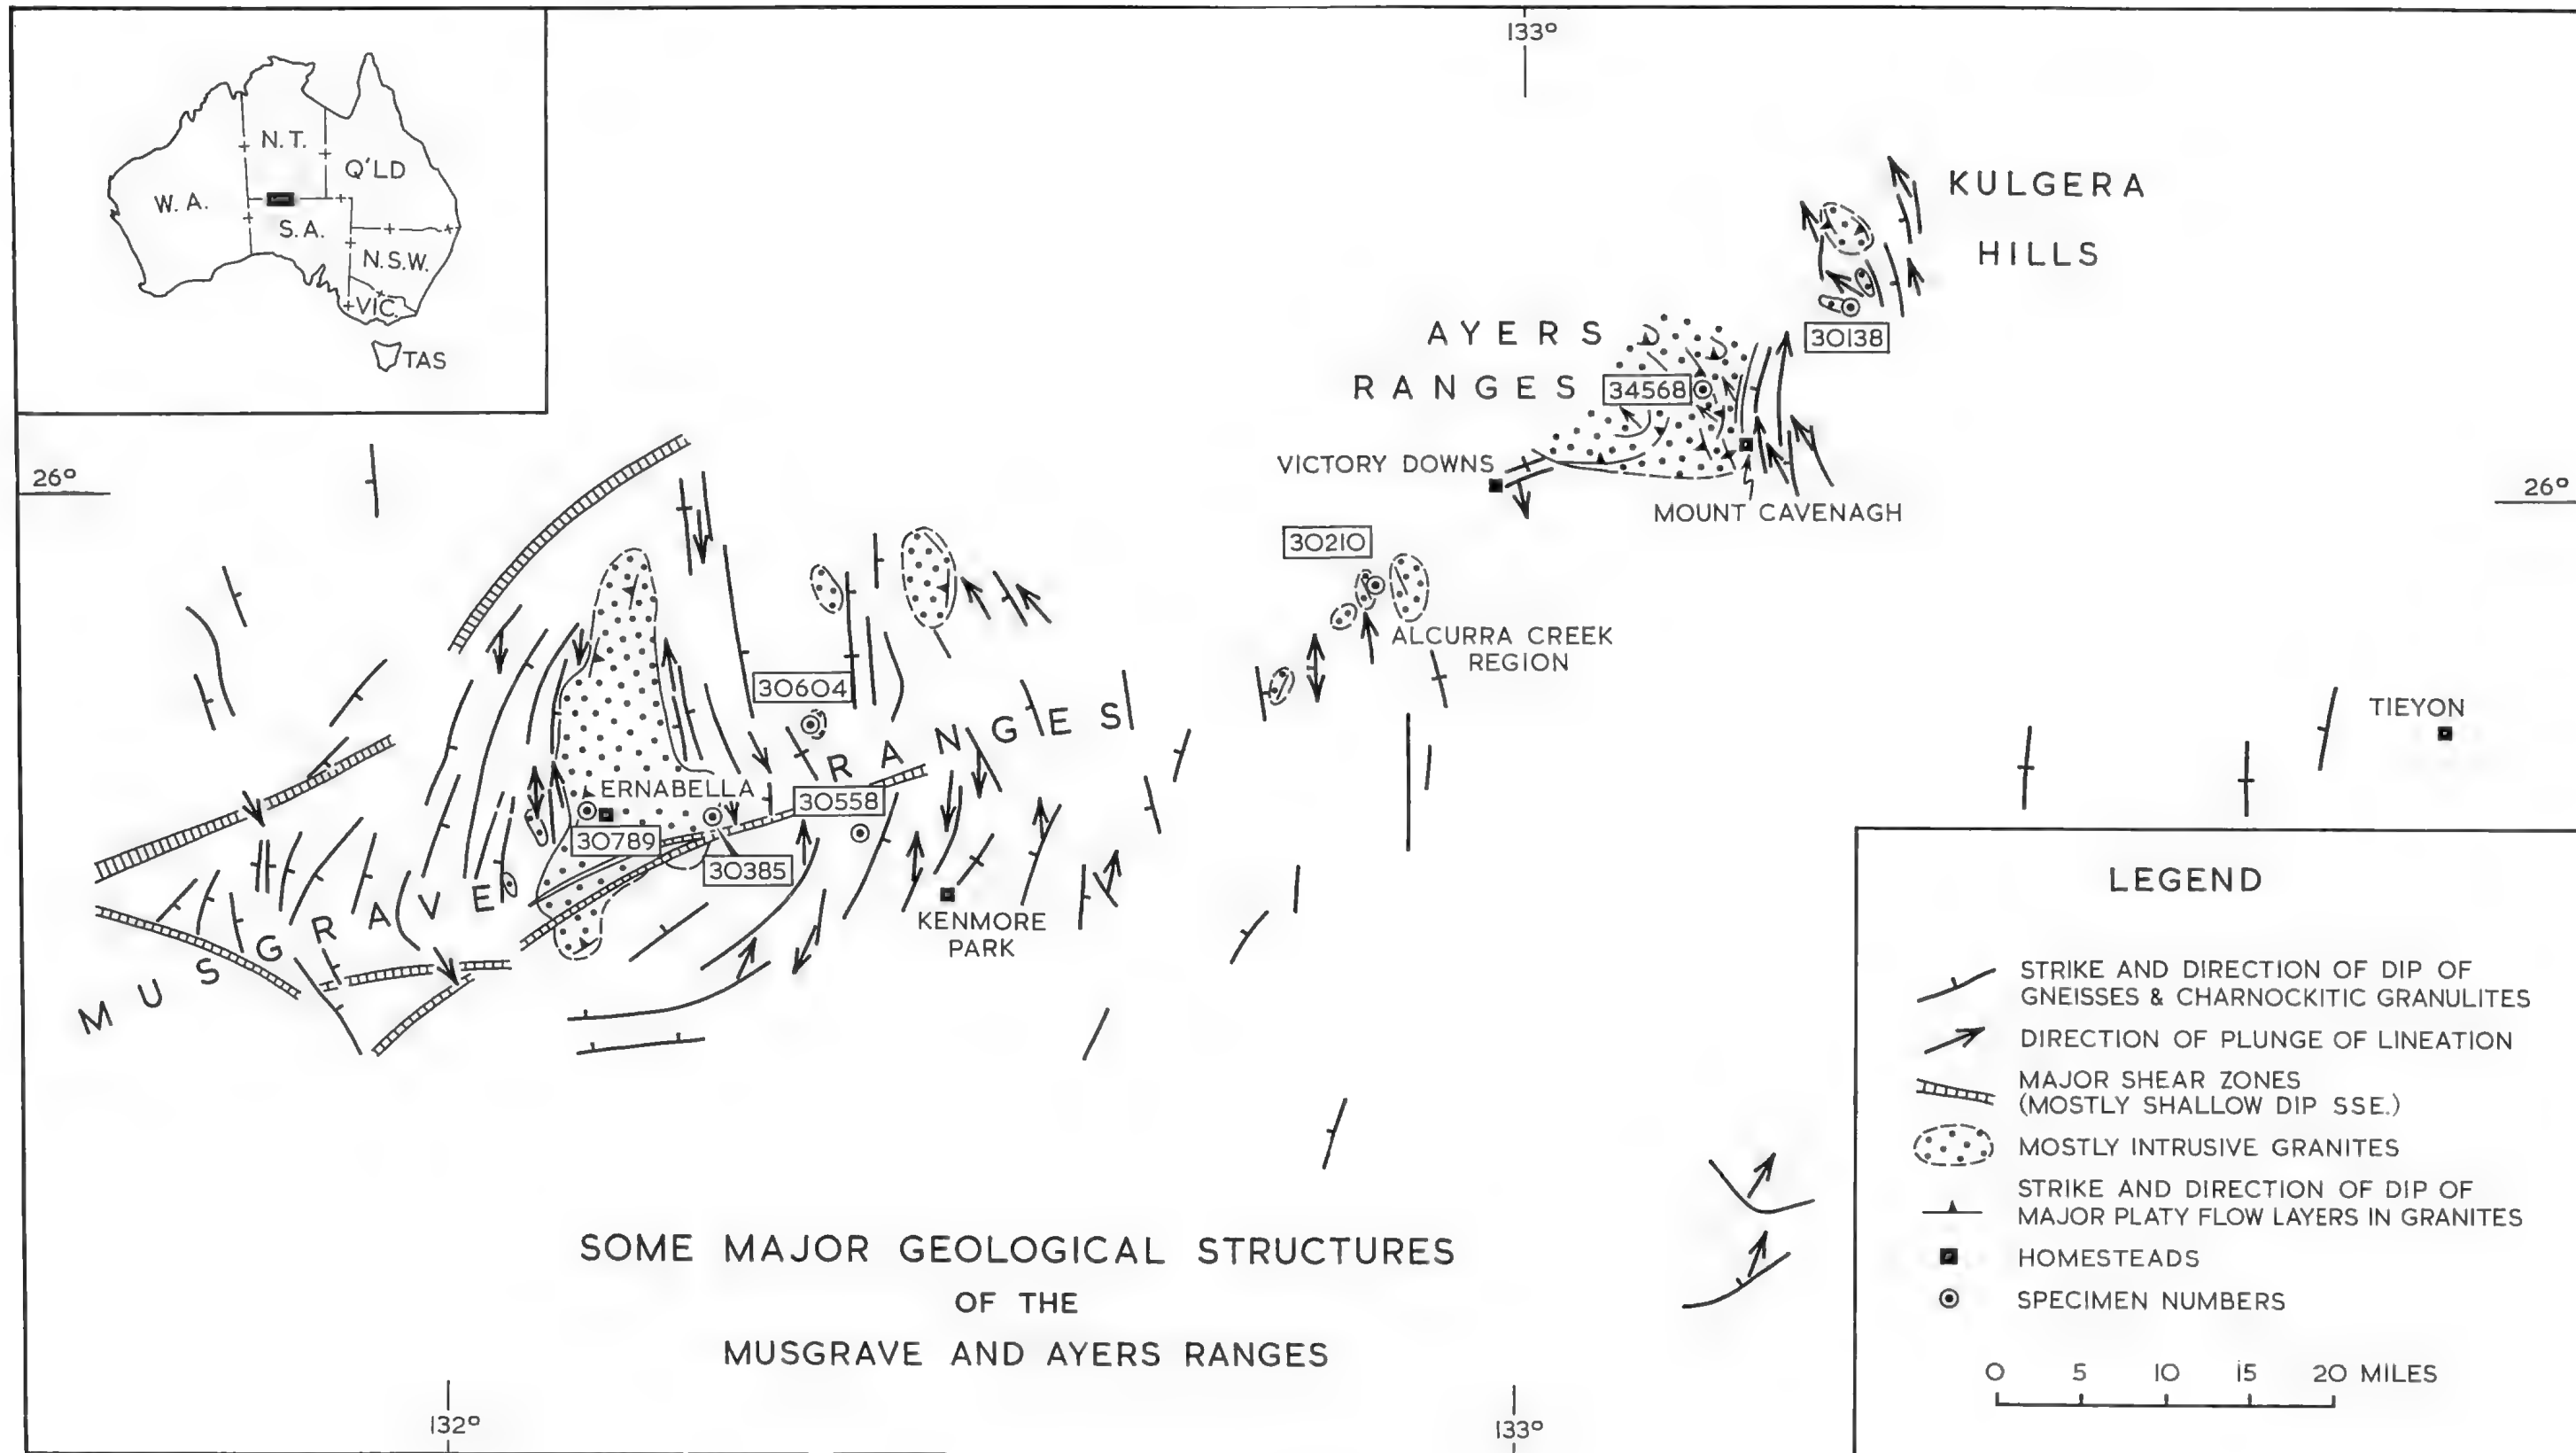 133°
N.T.
Q'LD
W. A.
S. A.
N.S.W.
VIC.
TAS
KULGERA
HILLS
30138
AYERS
RANGES
34568
26°
VICTORY DOWNS
26°
MOUNT CAVENAGH
30210
ALCURRA CREEK
REGION
30604
TIEYON
MUSGRAVE RANGES
ERNABELLA
30558
30789
30385
KENMORE
PARK
LEGEND
STRIKE AND DIRECTION OF DIP OF
GNEISSES & CHARNOCKITIC GRANULITES
DIRECTION OF PLUNGE OF LINEATION
MAJOR SHEAR ZONES
(MOSTLY SHALLOW DIP SSE.)
MOSTLY INTRUSIVE GRANITES
STRIKE AND DIRECTION OF DIP OF
MAJOR PLATY FLOW LAYERS IN GRANITES
HOMESTEADS
SPECIMEN NUMBERS
0 5 10 15 20 MILES
SOME MAJOR GEOLOGICAL STRUCTURES
OF THE
MUSGRAVE AND AYERS RANGES
132°
133°